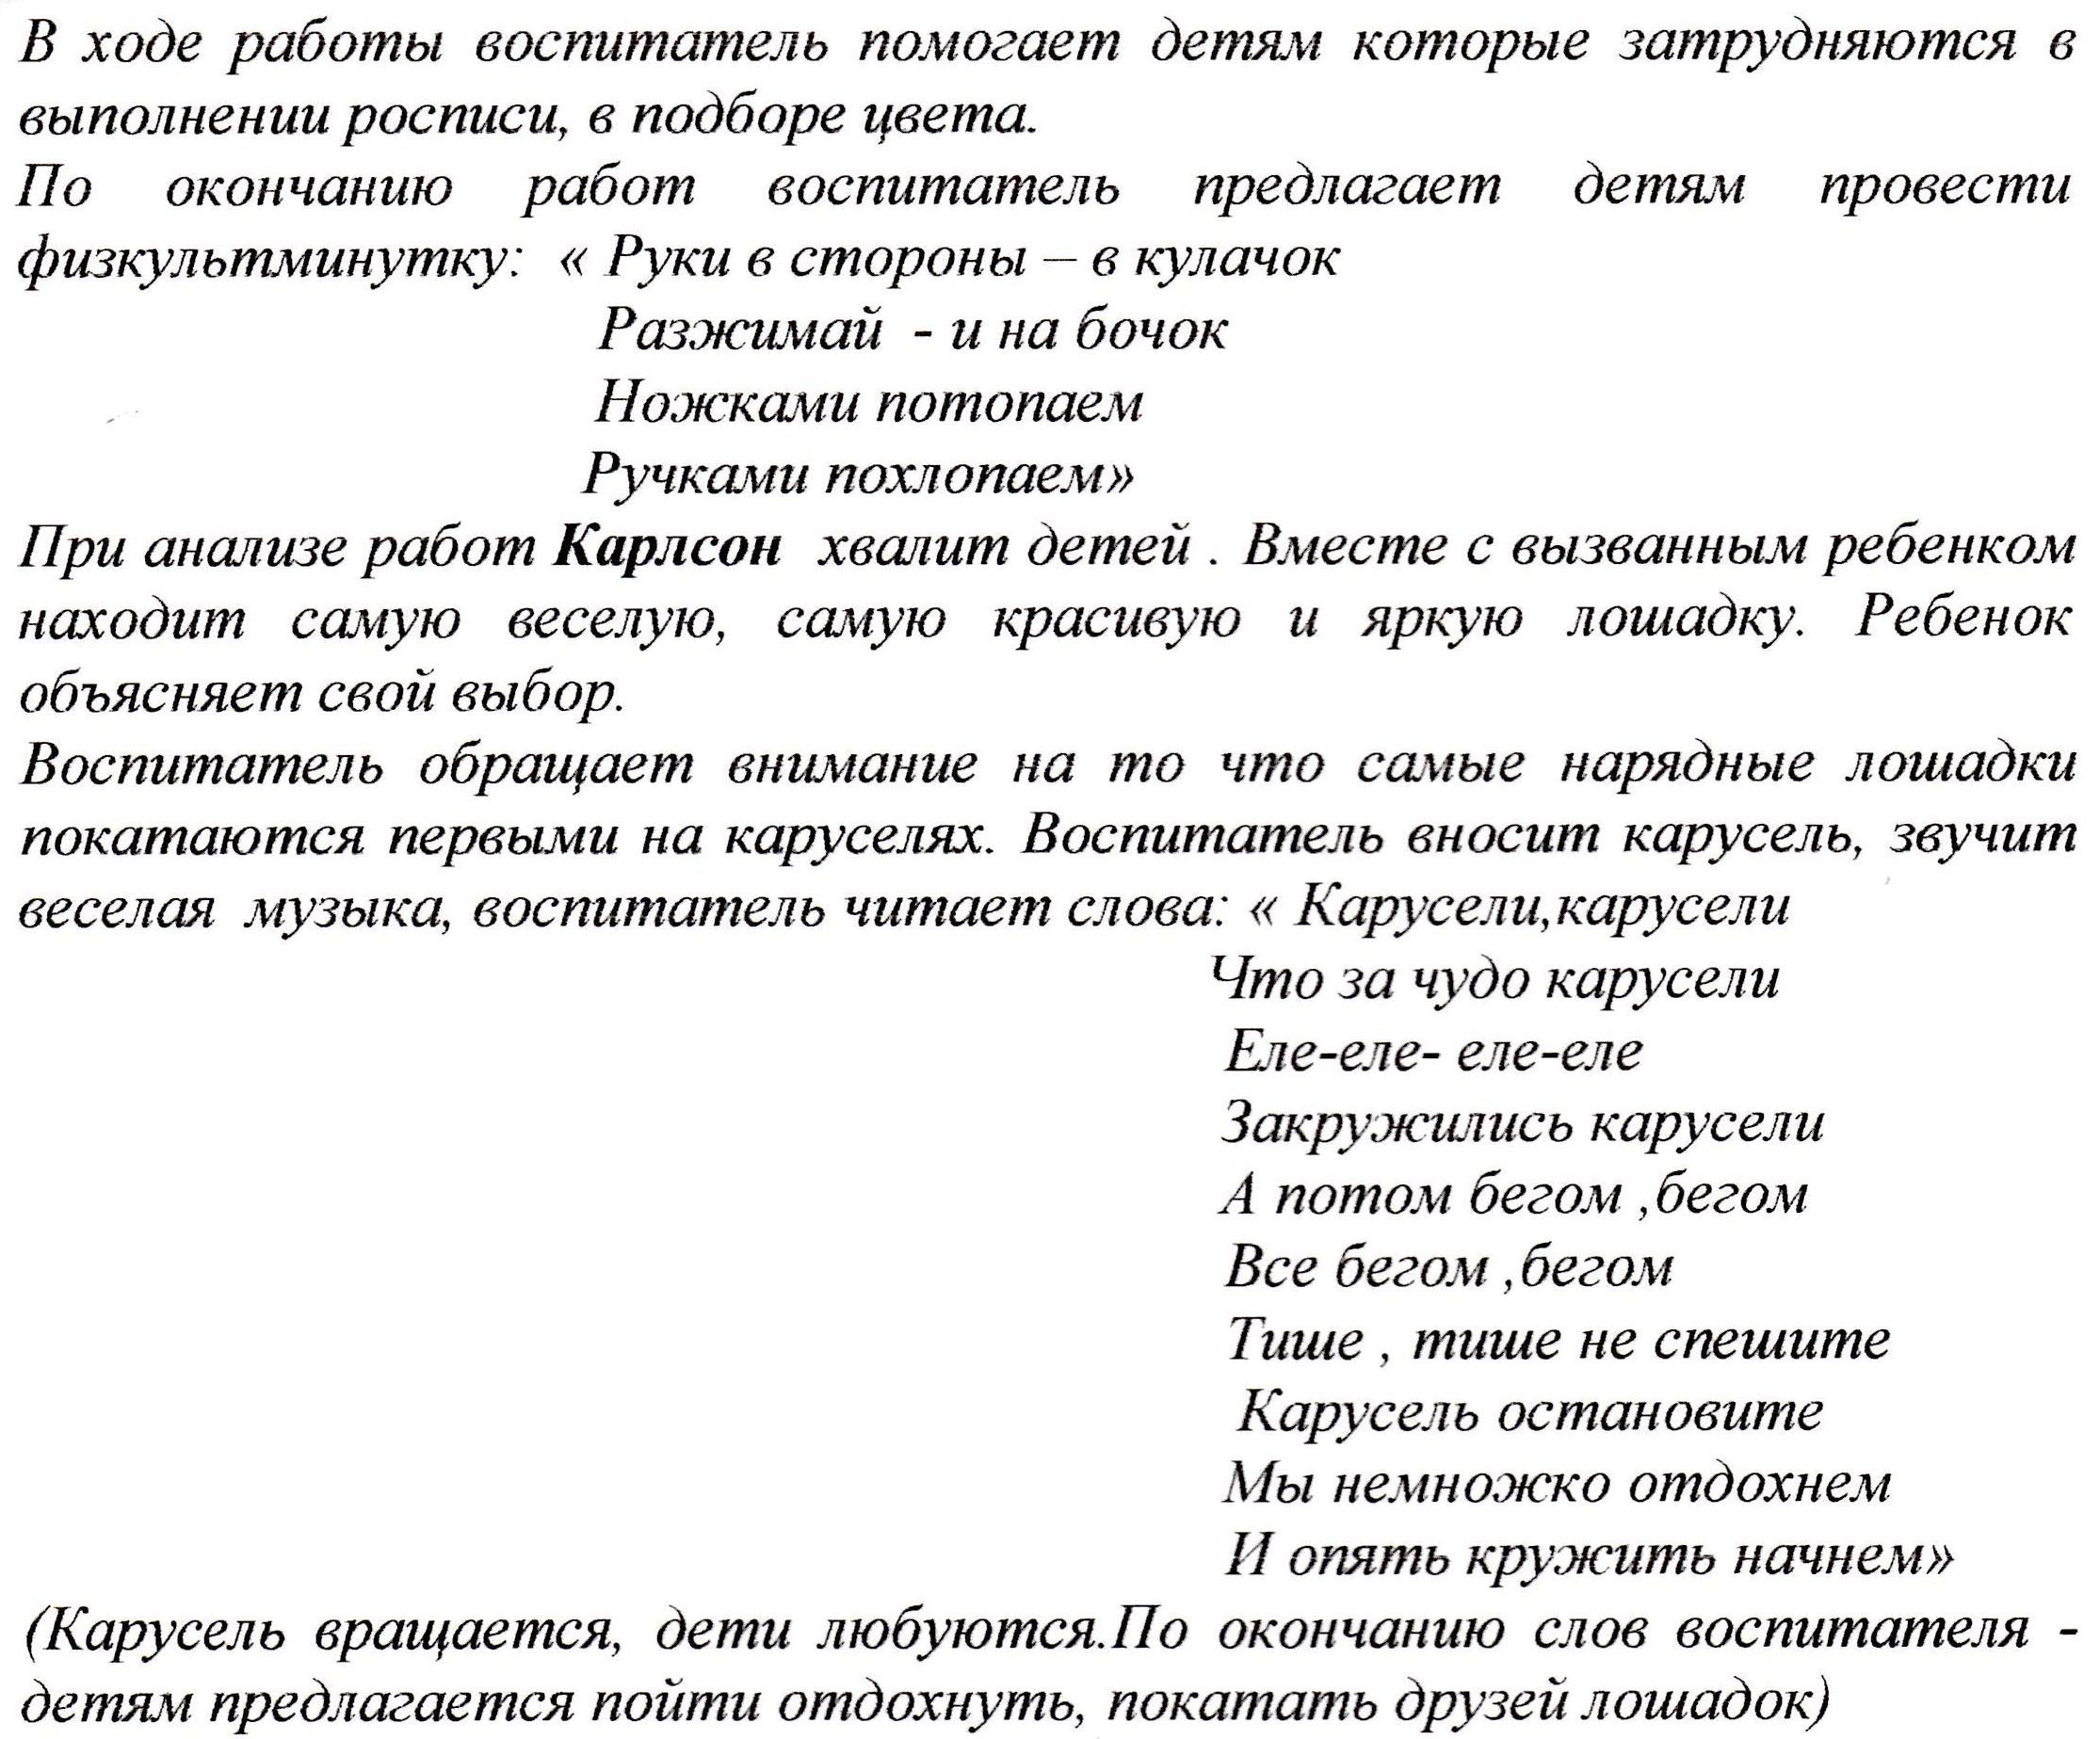 В ходе работы воспитатель помогает детям которые затрудняются в
выполнении росписи, в подборе цвета.
По окончанию работ воспитатель предлагает детям провести
физкультминутку: « Руки в стороны – в кулачок
Разжимай - и на бочок
Ножками потопаем
Ручками похлопаем»
При анализе работ Карлсон хвалит детей . Вместе с вызванным ребенком
находит самую веселую, самую красивую и яркую лошадку. Ребенок
объясняет свой выбор.
Воспитатель обращает внимание на то что самые нарядные лошадки
покатаются первыми на каруселях. Воспитатель вносит карусель, звучит
веселая музыка, воспитатель читает слова: « Карусели,карусели
Что за чудо карусели
Еле-еле- еле-еле
Закружились карусели
А потом бегом ,бегом
Все бегом ,бегом
Тише , тише не спешите
Карусель остановите
Мы немножко отдохнем
И опять кружить начнем»
(Карусель вращается, дети любуются.По окончанию слов воспитателя -
детям предлагается пойти отдохнуть, покатать друзей лошадок)